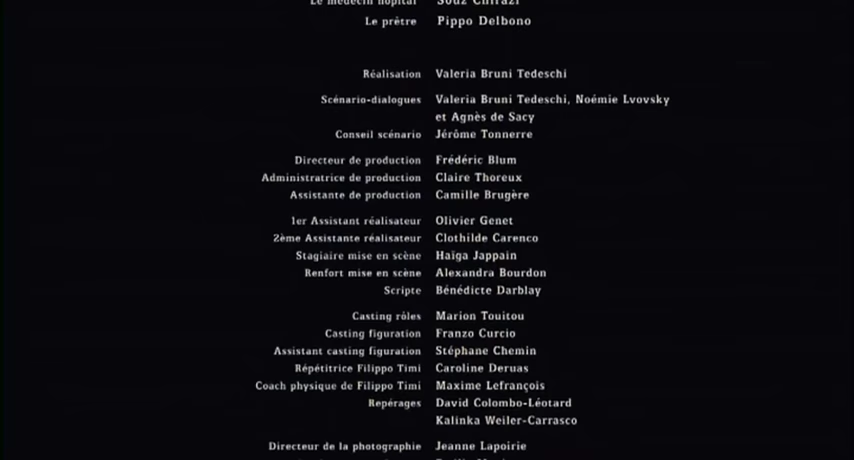 Le médecin hôpital
Le prêtre Pippo Delbono
Réalisation Valeria Bruni Tedeschi
Scénario-dialogues Valeria Bruni Tedeschi, Noémie Lvovsky
et Agnès de Sacy
Conseil scénario Jérôme Tonnerre
Directeur de production Frédéric Blum
Administratrice de production Claire Thoreux
Assistante de production Camille Brugère
1er Assistant réalisateur Olivier Genet
2ème Assistante réalisateur Clothilde Carenco
Stagiaire mise en scène Haïga Jappain
Renfort mise en scène Alexandra Bourdon
Scripte Bénédicte Darblay
Casting rôles Marion Touitou
Casting figuration Franzo Curcio
Assistant casting figuration Stéphane Chemin
Répétitrice Filippo Timi Caroline Deruas
Coach physique de Filippo Timi Maxime Lefrançois
Repérages David Colombo-Léotard
Kalinka Weiler-Carrasco
Directeur de la photographie Jeanne Lapoirie